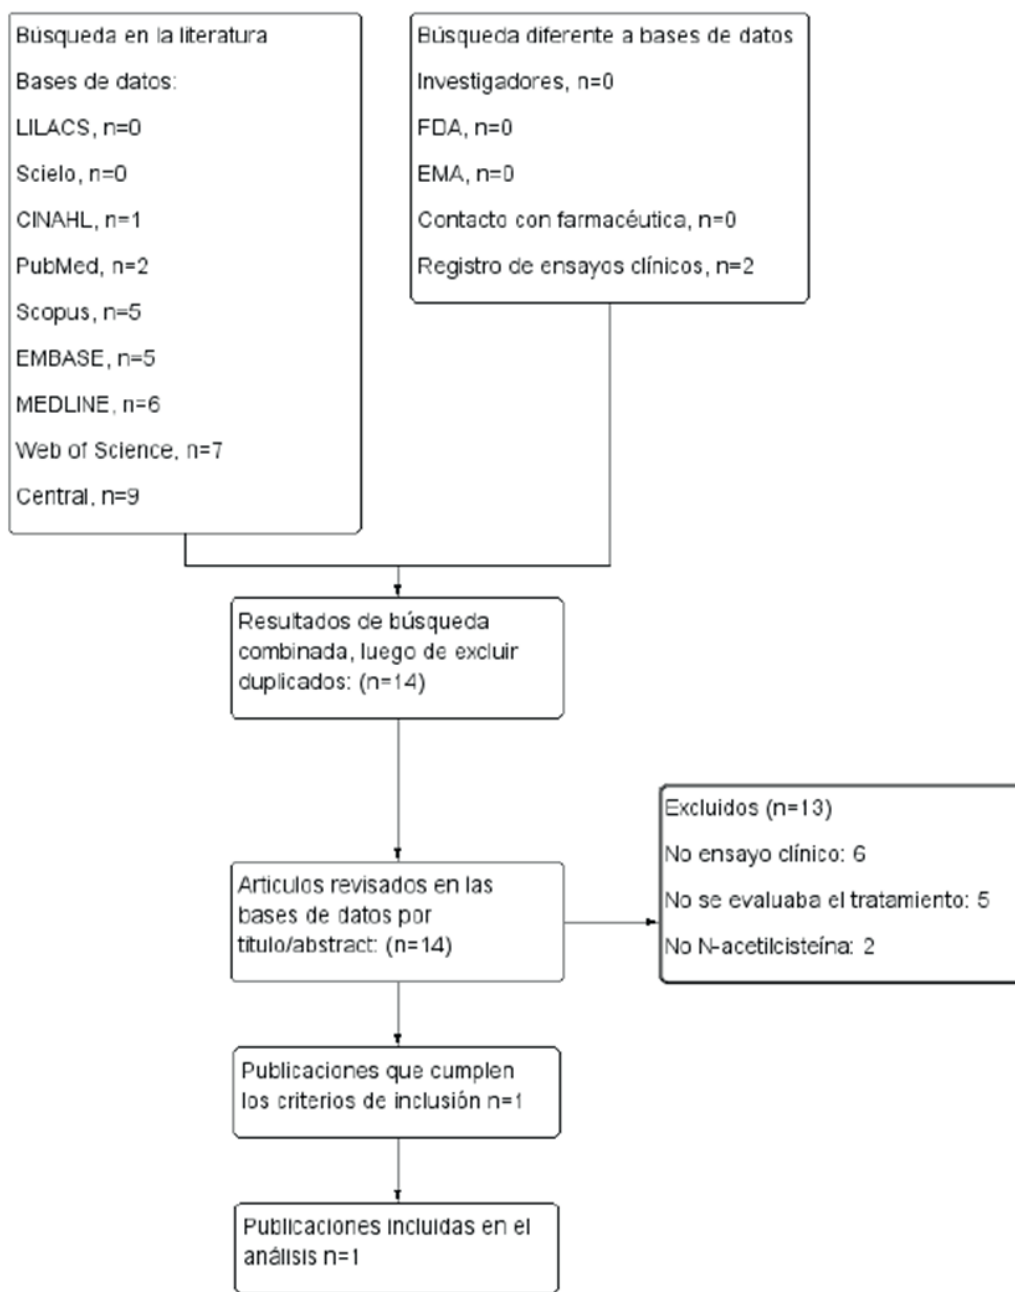 Búsqueda en la literatura
Bases de datos:
LILACS, n=0
Scielo, n=0
CINAHL, n=1
PubMed, n=2
Scopus, n=5
EMBASE, n=5
MEDLINE, n=6
Web of Science, n=7
Central, n=9
Búsqueda diferente a bases de datos
Investigadores, n=0
FDA, n=0
EMA, n=0
Contacto con farmacéutica, n=0
Registro de ensayos clínicos, n=2
Resultados de búsqueda
combinada, luego de excluir
duplicados: (n=14)
Artículos revisados en las
bases de datos por
título/abstract: (n=14)
Excluidos (n=13)
No ensayo clínico: 6
No se evaluaba el tratamiento: 5
No N-acetilcisteína: 2
Publicaciones que cumplen
los criterios de inclusión n=1
Publicaciones incluidas en el
análisis n=1